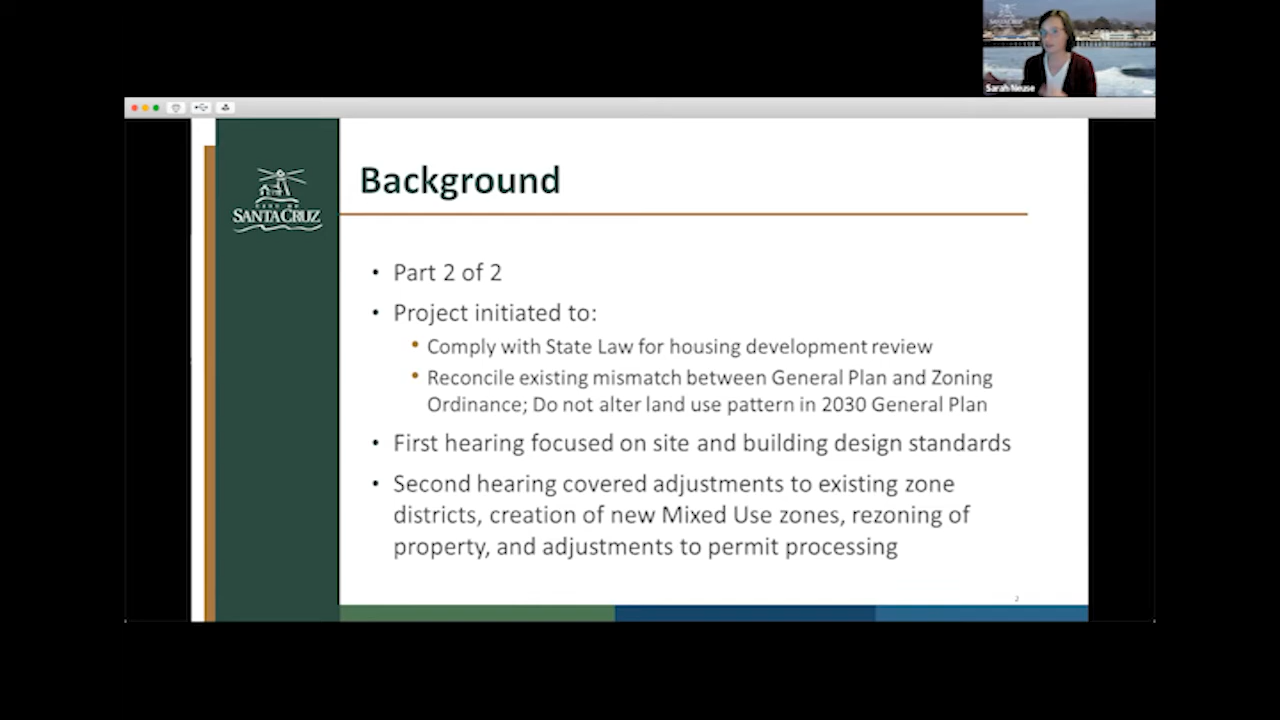 SANTA CRUZ
Sarah Neuse
Background
CITY OF
SANTA CRUZ
• Part 2 of 2
• Project initiated to:
• Comply with State Law for housing development review
• Reconcile existing mismatch between General Plan and Zoning
Ordinance; Do not alter land use pattern in 2030 General Plan
• First hearing focused on site and building design standards
• Second hearing covered adjustments to existing zone
districts, creation of new Mixed Use zones, rezoning of
property, and adjustments to permit processing
2